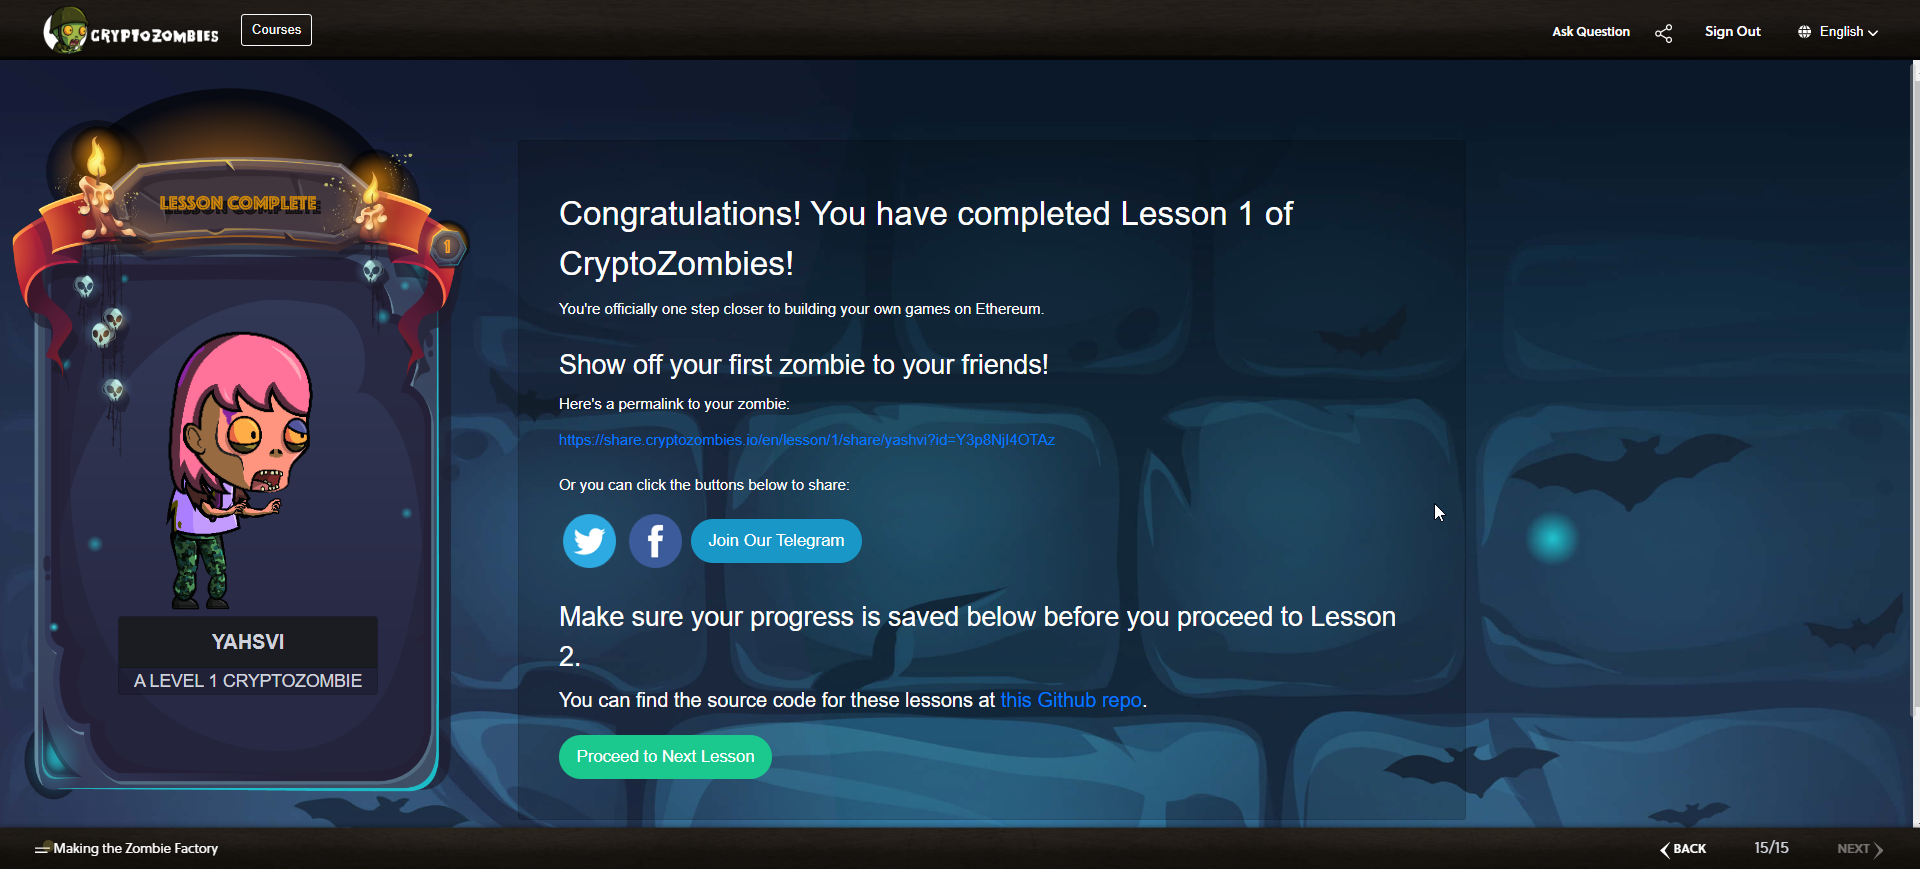 CRYPTOZOMBIES
Courses
Ask Question
Sign Out
English
LESSON COMPLETE
1
YAHSVI
A LEVEL 1 CRYPTOZOMBIE
Congratulations! You have completed Lesson 1 of
CryptoZombies!
You're officially one step closer to building your own games on Ethereum.
Show off your first zombie to your friends!
Here's a permalink to your zombie:
https://share.cryptozombies.io/en/lesson/1/share/yashvi?id=Y3p8NjI4OTAz
Or you can click the buttons below to share:
Join Our Telegram
Make sure your progress is saved below before you proceed to Lesson
2.
You can find the source code for these lessons at this Github repo.
Proceed to Next Lesson
Making the Zombie Factory
BACK
15/15
NEXT